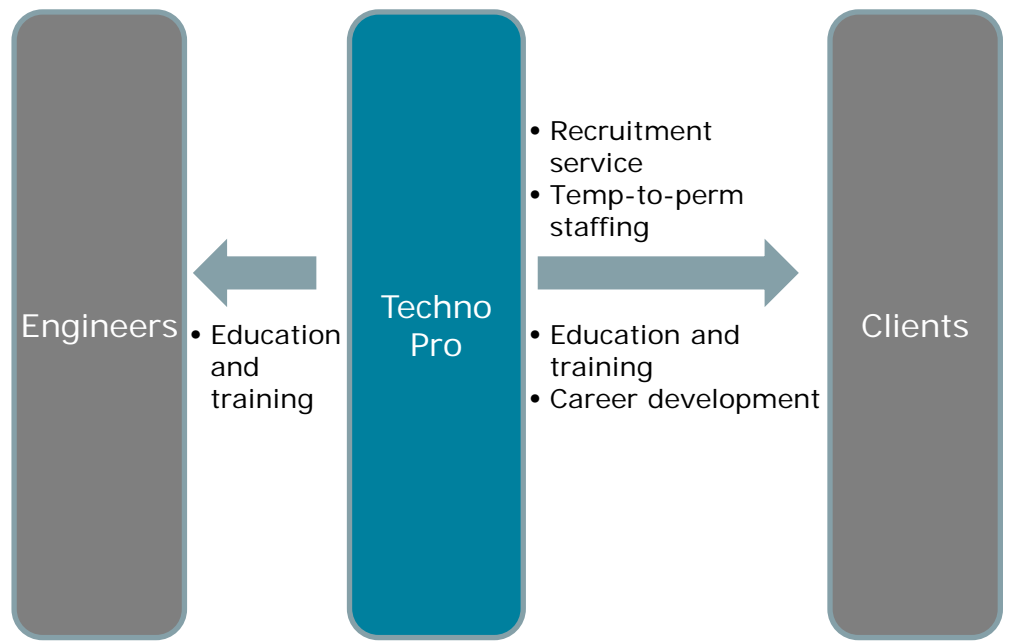 Engineers
• Education
and
training
Techno
Pro
• Recruitment
service
• Temp-to-perm
staffing
• Education and
training
• Career development
Clients